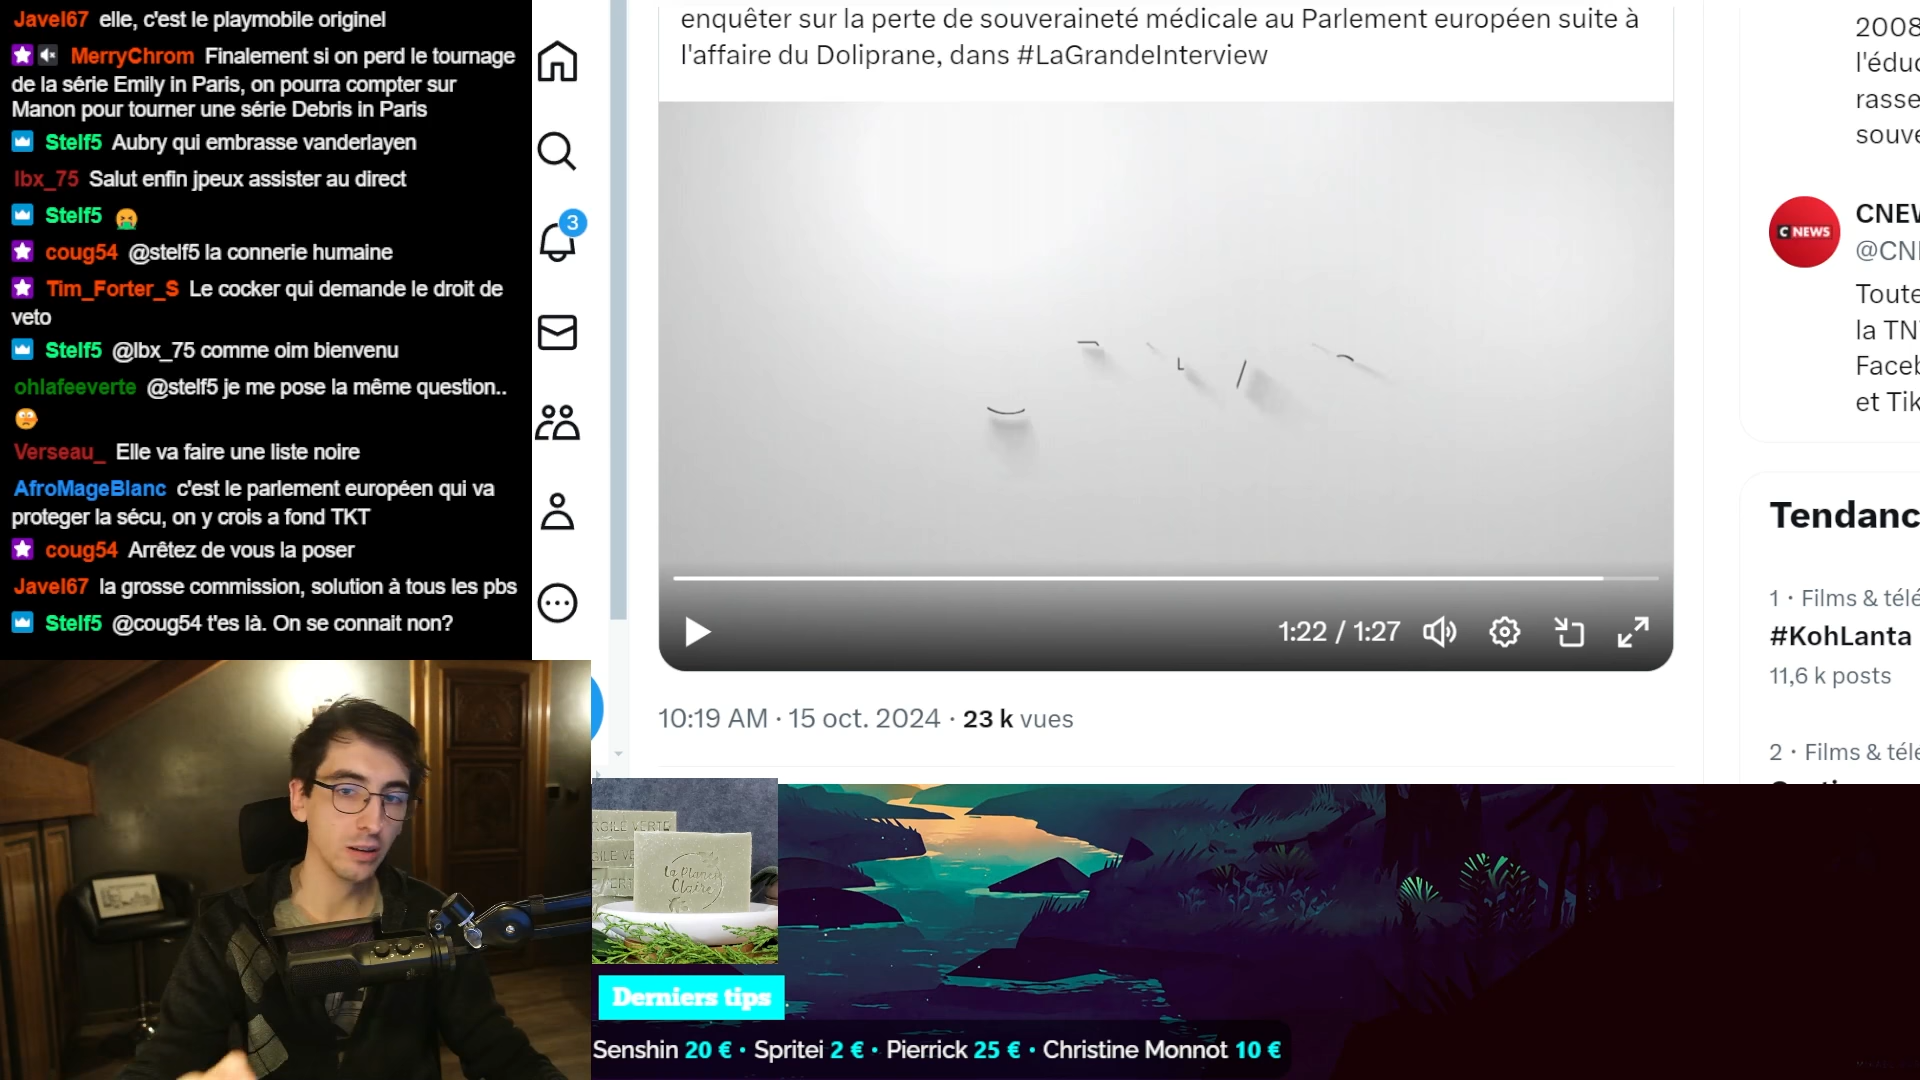 Javel67 elle, c'est le playmobile originel
MerryChrom Finalement si on perd le tournage
de la série Emily in Paris, on pourra compter sur
Manon pour tourner une série Debris in Paris
Stelf5 Aubry qui embrasse vanderlayen
lbx_75 Salut enfin jpeux assister au direct
Stelf5
coug54 @stelf5 la connerie humaine
Tim_Forter_S Le cocker qui demande le droit de
veto
Stelf5 @lbx_75 comme oim bienvenu
ohlafeeverte @stelf5 je me pose la même question..
Verseau_ Elle va faire une liste noire
AfroMageBlanc c'est le parlement européen qui va
proteger la sécu, on y crois a fond TKT
coug54 Arrêtez de vous la poser
Javel67 la grosse commission, solution à tous les pbs
Stelf5 @coug54 t'es là. On se connait non?
3
enquêter sur la perte de souveraineté médicale au Parlement européen suite à
l'affaire du Doliprane, dans #LaGrandeInterview
1:22 / 1:27
10:19 AM · 15 oct. 2024 · 23 k vues
2008
l'éduc
rasse
souve
C NEWS
CNEW
@CNE
Toute
la TN
Faceb
et Tik
Tendanc
1 · Films & télé
#KohLanta
11,6 k posts
2 · Films & télé
La Planète
Claire
Derniers tips
Senshin 20 € · Spritei 2 € · Pierrick 25 € · Christine Monnot 10 €